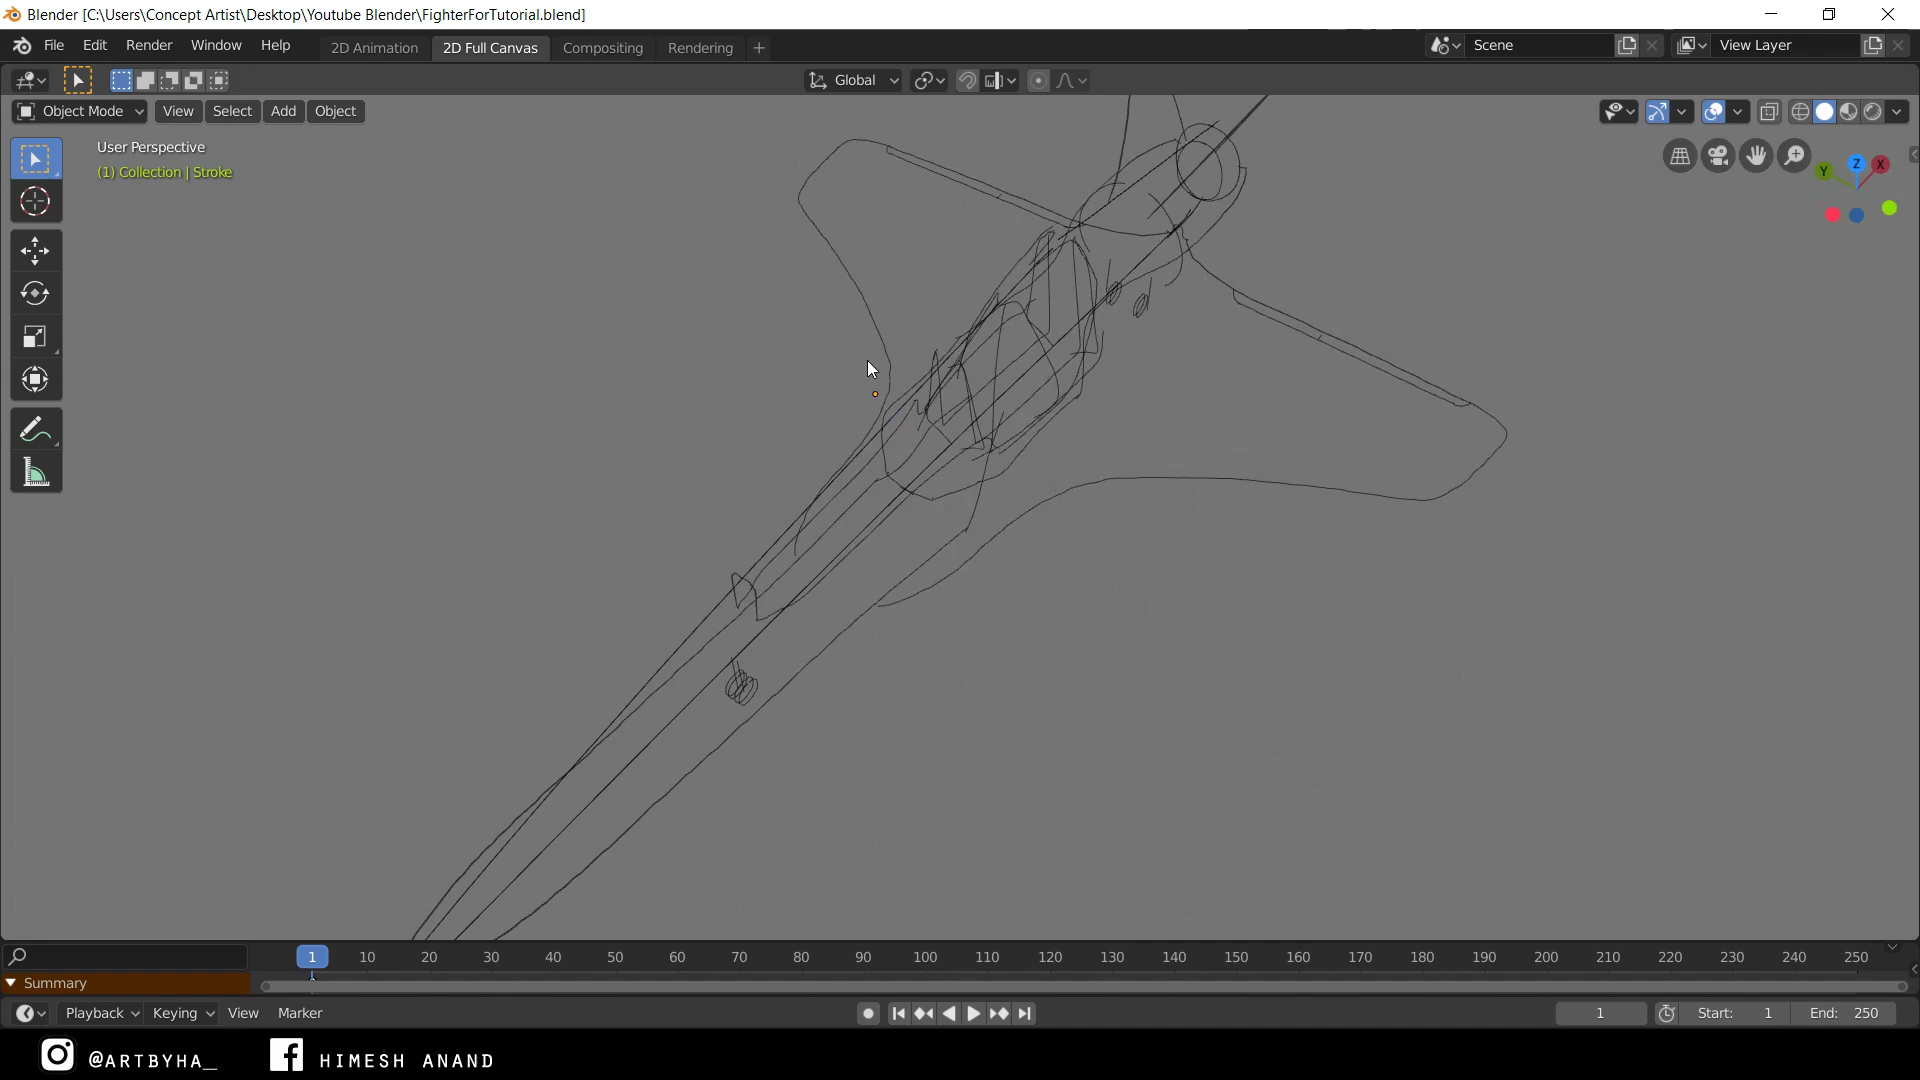 Blender [C:\Users\Concept Artist\Desktop\Youtube Blender\FighterForTutorial.blend]
File Edit Render Window Help 2D Animation 2D Full Canvas Compositing Rendering + Scene View Layer
Global
Object Mode View Select Add Object
User Perspective
(1) Collection | Stroke
Z X Y
1 10 20 30 40 50 60 70 80 90 100 110 120 130 140 150 160 170 180 190 200 210 220 230 240 250
Summary
Playback Keying View Marker 1 Start: 1 End: 250
@ARTBYHA_ HIMESH ANAND